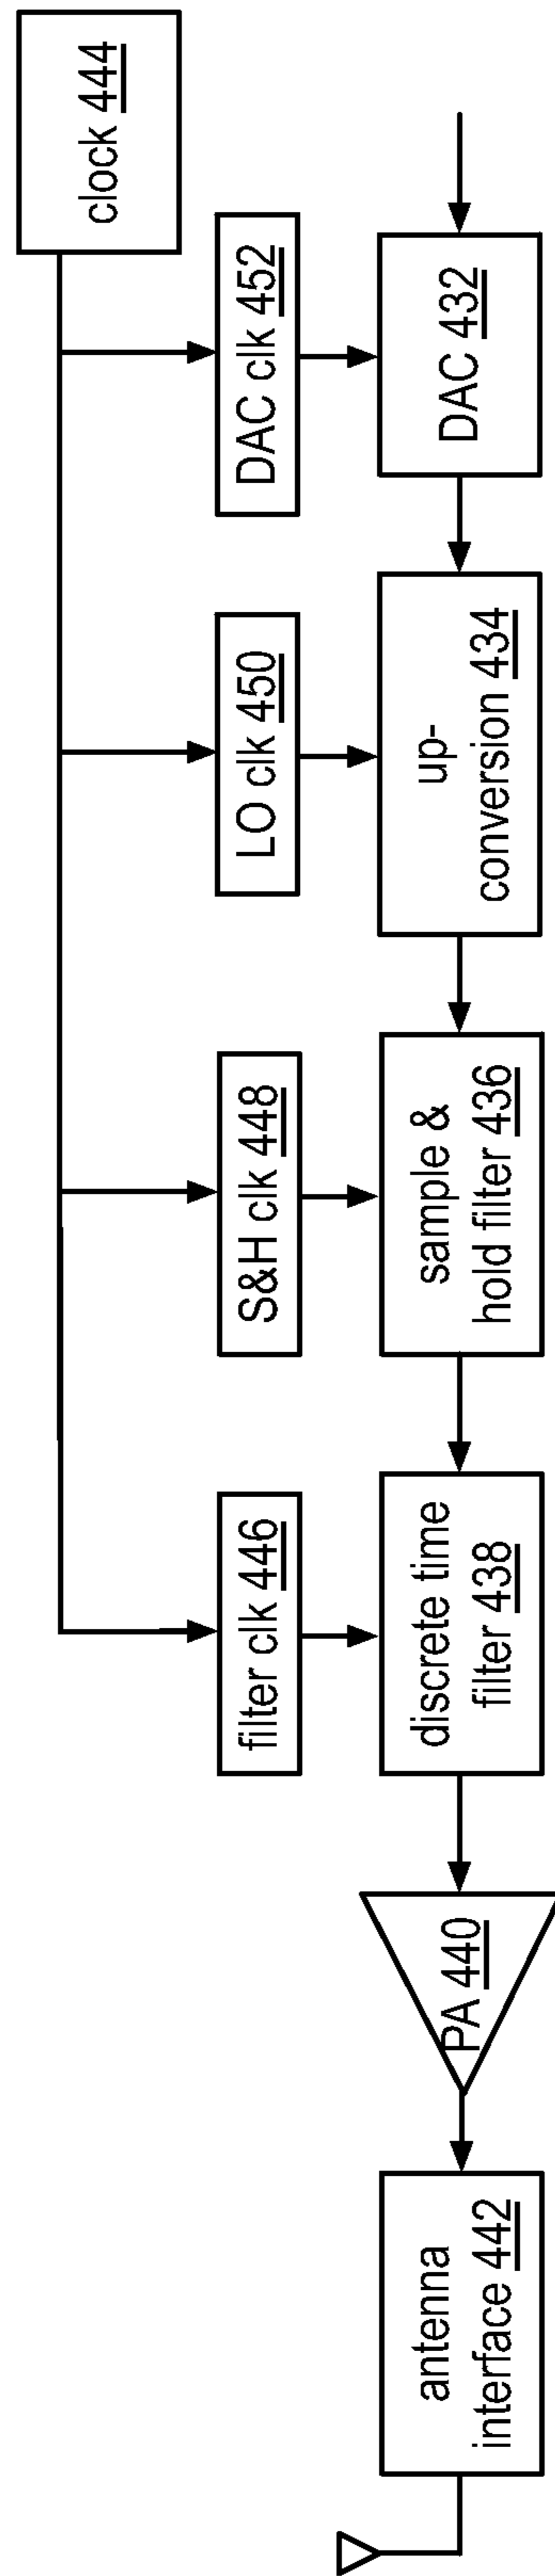 clock 444
filter clk 446
S&H clk 448
LO clk 450
DAC clk 452
antenna
interface 442
PA 440
discrete time
filter 438
sample &
hold filter 436
up-
conversion 434
DAC 432